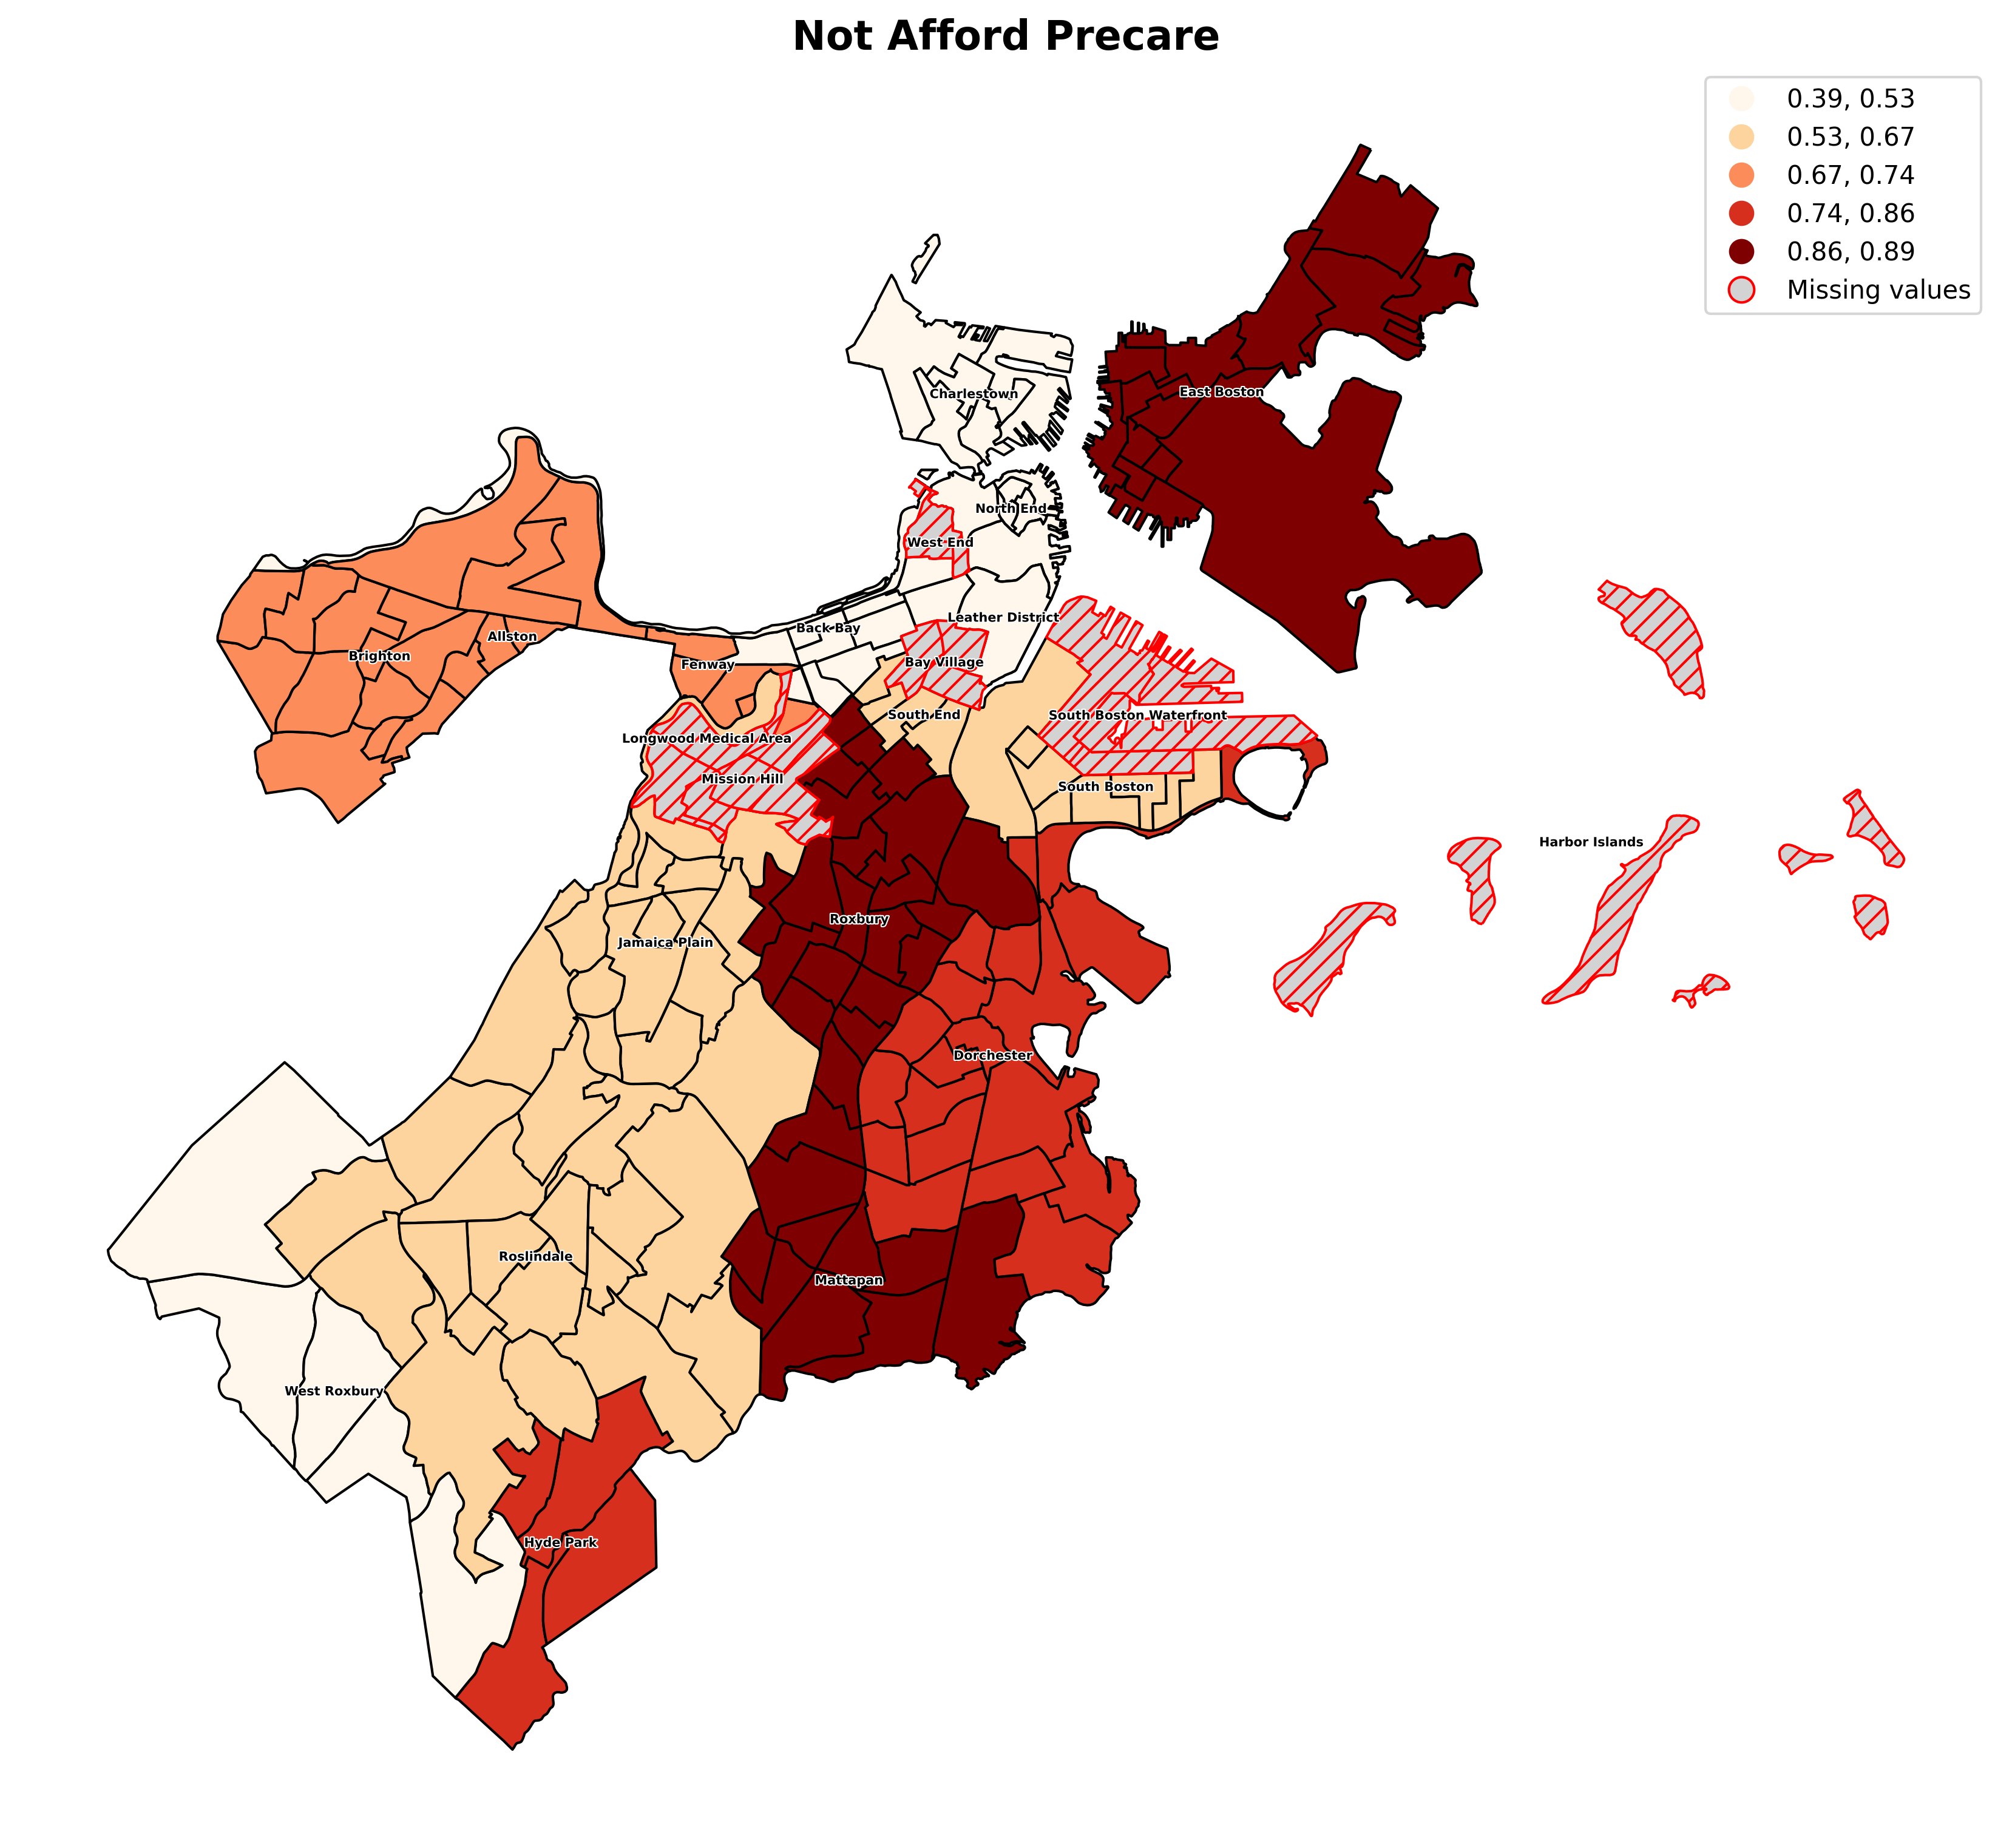 Not Afford Precare
0.39, 0.53
0.53, 0.67
0.67, 0.74
0.74, 0.86
0.86, 0.89
Missing values
Charlestown
East Boston
North End
West End
Leather District
Back Bay
Allston
Brighton
Fenway
Bay Village
South End
South Boston Waterfront
Longwood Medical Area
Mission Hill
South Boston
Harbor Islands
Roxbury
Jamaica Plain
Dorchester
Roslindale
Mattapan
West Roxbury
Hyde Park